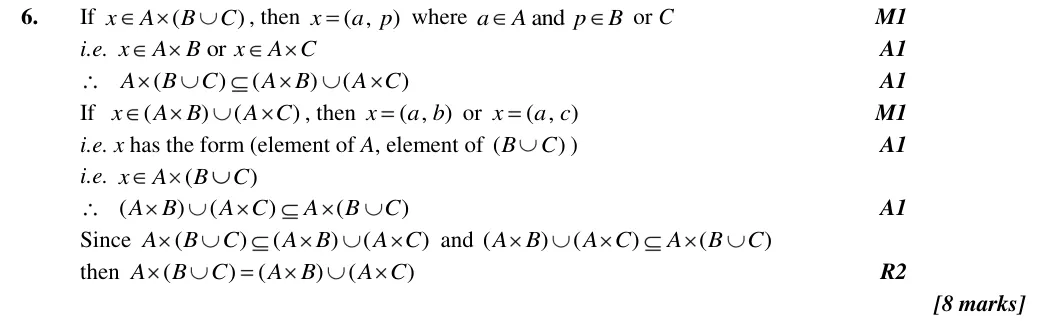 6. If x ∈ A×(B∪C), then x = (a, p) where a ∈ A and p ∈ B or C M1
i.e. x ∈ A×B or x ∈ A×C A1
∴ A×(B∪C) ⊆ (A×B)∪(A×C) A1
If x ∈ (A×B)∪(A×C), then x = (a, b) or x = (a, c) M1
i.e. x has the form (element of A, element of (B∪C)) A1
i.e. x ∈ A×(B∪C)
∴ (A×B)∪(A×C) ⊆ A×(B∪C) A1
Since A×(B∪C) ⊆ (A×B)∪(A×C) and (A×B)∪(A×C) ⊆ A×(B∪C)
then A×(B∪C) = (A×B)∪(A×C) R2
[8 marks]